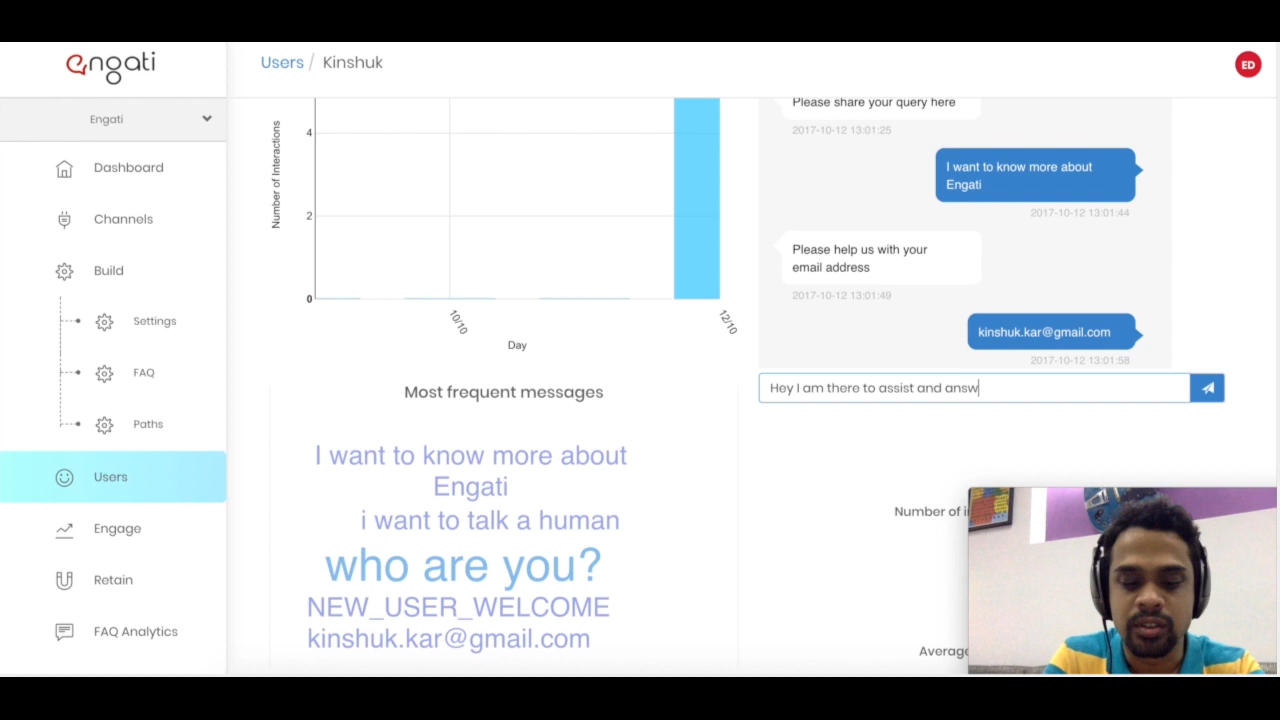 engati
Users / Kinshuk
ED
Engati
Dashboard
Channels
Build
Settings
FAQ
Paths
Users
Engage
Retain
FAQ Analytics
Number of Interactions
4
2
0
10/10
12/10
Day
Most frequent messages
I want to know more about
Engati
i want to talk a human
who are you?
NEW_USER_WELCOME
kinshuk.kar@gmail.com
Please share your query here
2017-10-12 13:01:25
I want to know more about
Engati
2017-10-12 13:01:44
Please help us with your
email address
2017-10-12 13:01:49
kinshuk.kar@gmail.com
2017-10-12 13:01:58
Hey I am there to assist and answ
Number of
Average